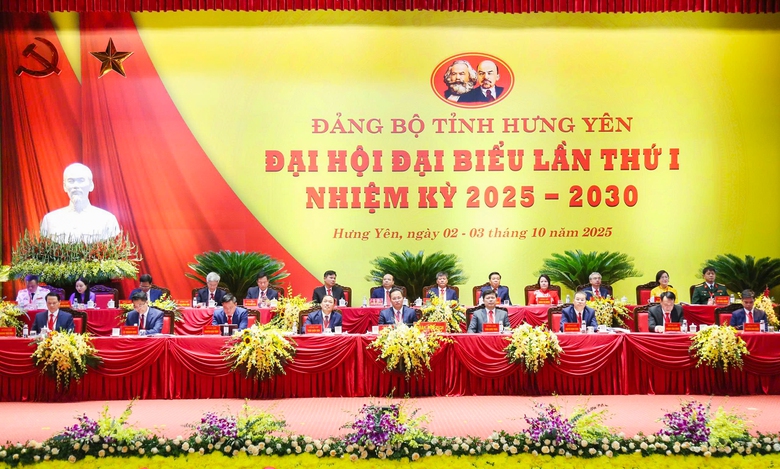 ĐẢNG BỘ TỈNH HƯNG YÊN
ĐẠI HỘI ĐẠI BIỂU LẦN THỨ I
NHIỆM KỲ 2025 - 2030
Hưng Yên, ngày 02 - 03 tháng 10 năm 2025